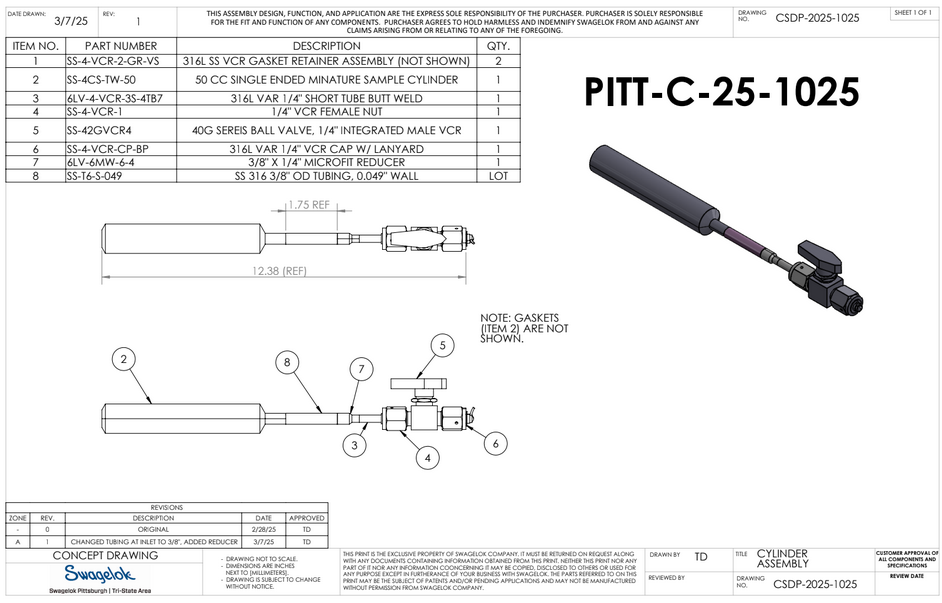 DATE DRAWN: 3/7/25 REV: 1
THIS ASSEMBLY DESIGN, FUNCTION, AND APPLICATION ARE THE EXPRESS SOLE RESPONSIBILITY OF THE PURCHASER. PURCHASER IS SOLELY RESPONSIBLE
FOR THE FIT AND FUNCTION OF ANY COMPONENTS. PURCHASER AGREES TO HOLD HARMLESS AND INDEMNIFY SWAGELOK FROM AND AGAINST ANY
CLAIMS ARISING FROM OR RELATING TO ANY OF THE FOREGOING.
DRAWING NO. CSDP-2025-1025
SHEET 1 OF 1
ITEM NO. PART NUMBER DESCRIPTION QTY.
1 SS-4-VCR-2-GR-VS 316L SS VCR GASKET RETAINER ASSEMBLY (NOT SHOWN) 2
2 SS-4CS-TW-50 50 CC SINGLE ENDED MINATURE SAMPLE CYLINDER 1
3 6LV-4-VCR-3S-4TB7 316L VAR 1/4" SHORT TUBE BUTT WELD 1
4 SS-4-VCR-1 1/4" VCR FEMALE NUT 1
5 SS-42GVCR4 40G SEREIS BALL VALVE, 1/4" INTEGRATED MALE VCR 1
6 SS-4-VCR-CP-BP 316L VAR 1/4" VCR CAP W/ LANYARD 1
7 6LV-6MW-6-4 3/8" X 1/4" MICROFIT REDUCER 1
8 SS-T6-S-049 SS 316 3/8" OD TUBING, 0.049" WALL LOT
PITT-C-25-1025
1.75 REF
12.38 (REF)
NOTE: GASKETS
(ITEM 2) ARE NOT
SHOWN.
2
8
7
5
3
4
6
REVISIONS
ZONE REV. DESCRIPTION DATE APPROVED
- 0 ORIGINAL 2/28/25 TD
A 1 CHANGED TUBING AT INLET TO 3/8", ADDED REDUCER 3/7/25 TD
CONCEPT DRAWING
Swagelok
Swagelok Pittsburgh | Tri-State Area
- DRAWING NOT TO SCALE.
- DIMENSIONS ARE INCHES
NEXT TO [MILLIMETERS].
- DRAWING IS SUBJECT TO CHANGE
WITHOUT NOTICE.
THIS PRINT IS THE EXCLUSIVE PROPERTY OF SWAGELOK COMPANY. IT MUST BE RETURNED ON REQUEST ALONG
WITH ANY DOCUMENTS CONTAINING INFORMATION OBTAINED FROM THIS PRINT. NEITHER THIS PRINT NOR ANY
PART OF IT NOR ANY INFORMATION CONCERNING IT MAY BE COPIED, DISCLOSED TO OTHERS OR USED FOR
ANY PURPOSE EXCEPT IN FURTHERANCE OF YOUR BUSINESS WITH SWAGELOK. THE PARTS REFERRED TO ON THIS
PRINT MAY BE THE SUBJECT OF PATENTS AND/OR PENDING APPLICATIONS AND MAY NOT BE MANUFACTURED
WITHOUT PERMISSION FROM SWAGELOK COMPANY.
DRAWN BY TD
REVIEWED BY
TITLE CYLINDER
ASSEMBLY
DRAWING NO. CSDP-2025-1025
CUSTOMER APPROVAL OF
ALL COMPONENTS AND
SPECIFICATIONS
REVIEW DATE